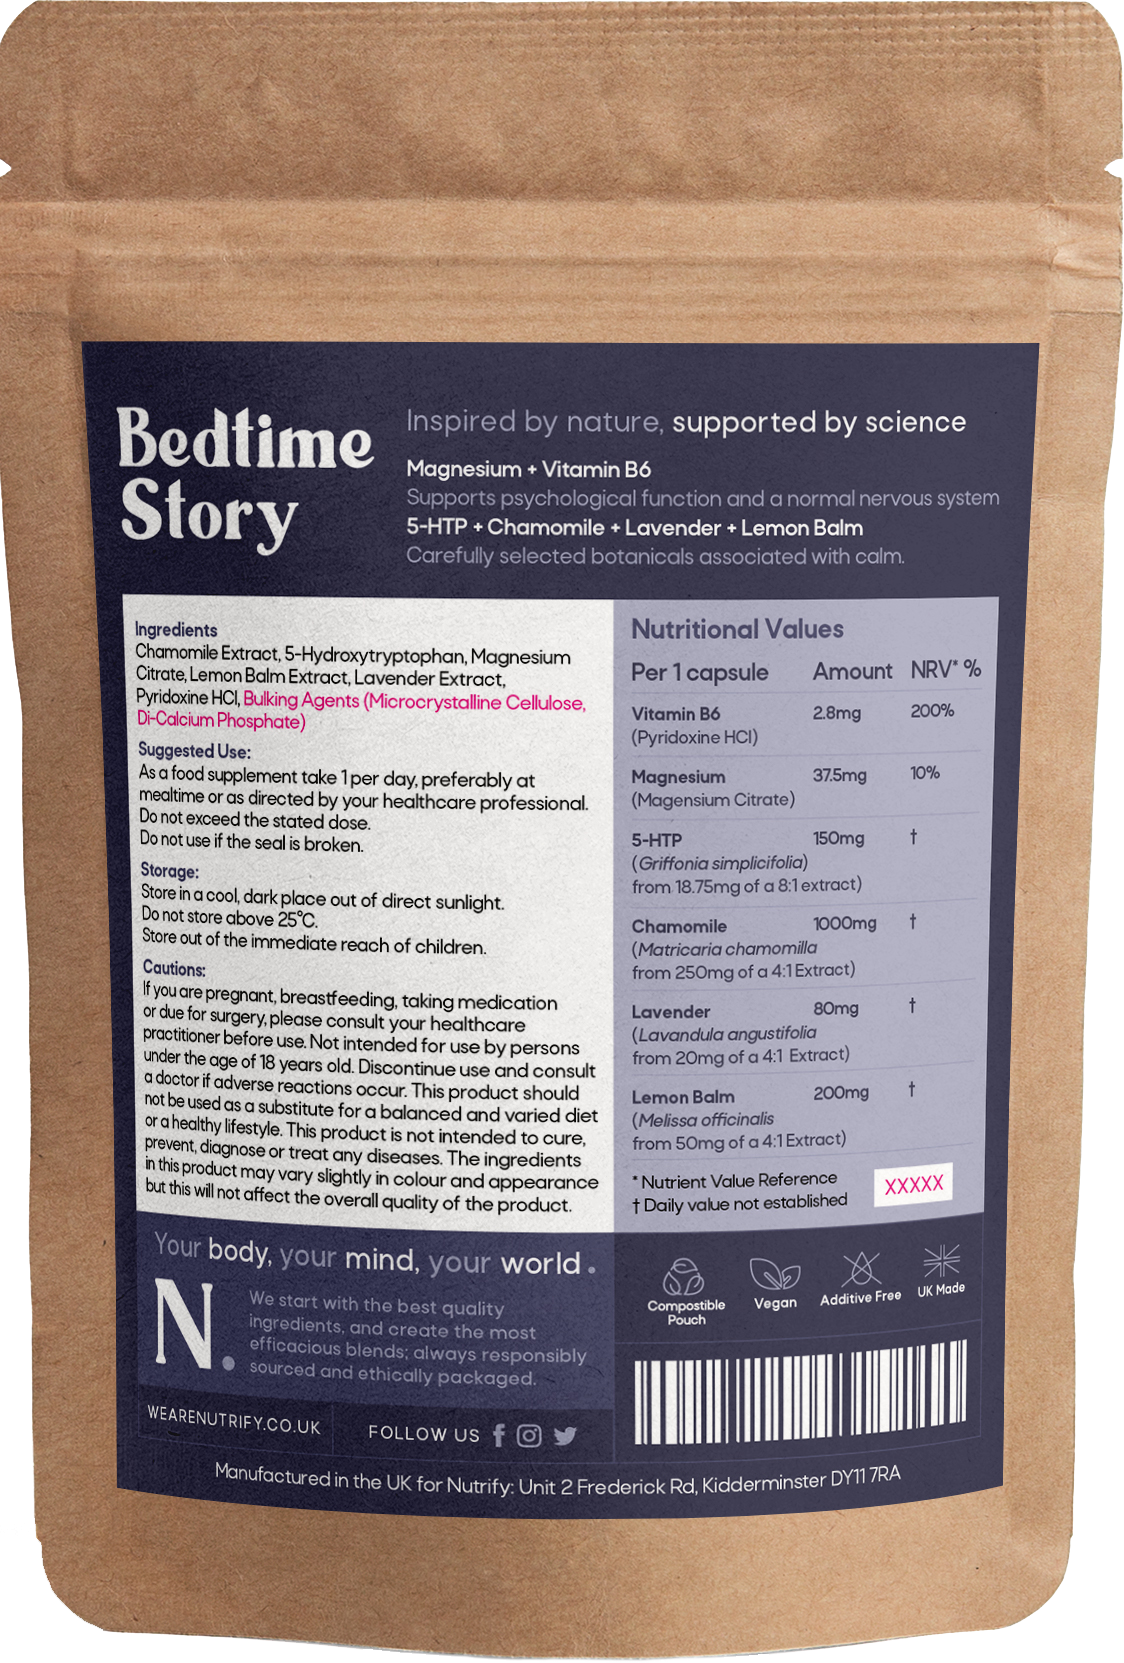 Bedtime
Story
Inspired by nature, supported by science
Magnesium + Vitamin B6
Supports psychological function and a normal nervous system
5-HTP + Chamomile + Lavender + Lemon Balm
Carefully selected botanicals associated with calm.
Ingredients
Chamomile Extract, 5-Hydroxytryptophan, Magnesium
Citrate, Lemon Balm Extract, Lavender Extract,
Pyridoxine HCl, Bulking Agents (Microcrystalline Cellulose,
Di-Calcium Phosphate)
Suggested Use:
As a food supplement take 1 per day, preferably at
mealtime or as directed by your healthcare professional.
Do not exceed the stated dose.
Do not use if the seal is broken.
Storage:
Store in a cool, dark place out of direct sunlight.
Do not store above 25°C.
Store out of the immediate reach of children.
Cautions:
If you are pregnant, breastfeeding, taking medication
or due for surgery, please consult your healthcare
practitioner before use. Not intended for use by persons
under the age of 18 years old. Discontinue use and consult
a doctor if adverse reactions occur. This product should
not be used as a substitute for a balanced and varied diet
or a healthy lifestyle. This product is not intended to cure,
prevent, diagnose or treat any diseases. The ingredients
in this product may vary slightly in colour and appearance
but this will not affect the overall quality of the product.
Nutritional Values
Per 1 capsule Amount NRV* %
Vitamin B6 2.8mg 200%
(Pyridoxine HCl)
Magnesium 37.5mg 10%
(Magensium Citrate)
5-HTP 150mg †
(Griffonia simplicifolia)
from 18.75mg of a 8:1 extract)
Chamomile 1000mg †
(Matricaria chamomilla
from 250mg of a 4:1 Extract)
Lavender 80mg †
(Lavandula angustifolia
from 20mg of a 4:1 Extract)
Lemon Balm 200mg †
(Melissa officinalis
from 50mg of a 4:1 Extract)
* Nutrient Value Reference
† Daily value not established
XXXXX
Your body, your mind, your world.
N.
We start with the best quality
ingredients, and create the most
efficacious blends; always responsibly
sourced and ethically packaged.
WEARENUTRIFY.CO.UK
FOLLOW US
Compostible
Pouch
Vegan
Additive Free
UK Made
Manufactured in the UK for Nutrify: Unit 2 Frederick Rd, Kidderminster DY11 7RA